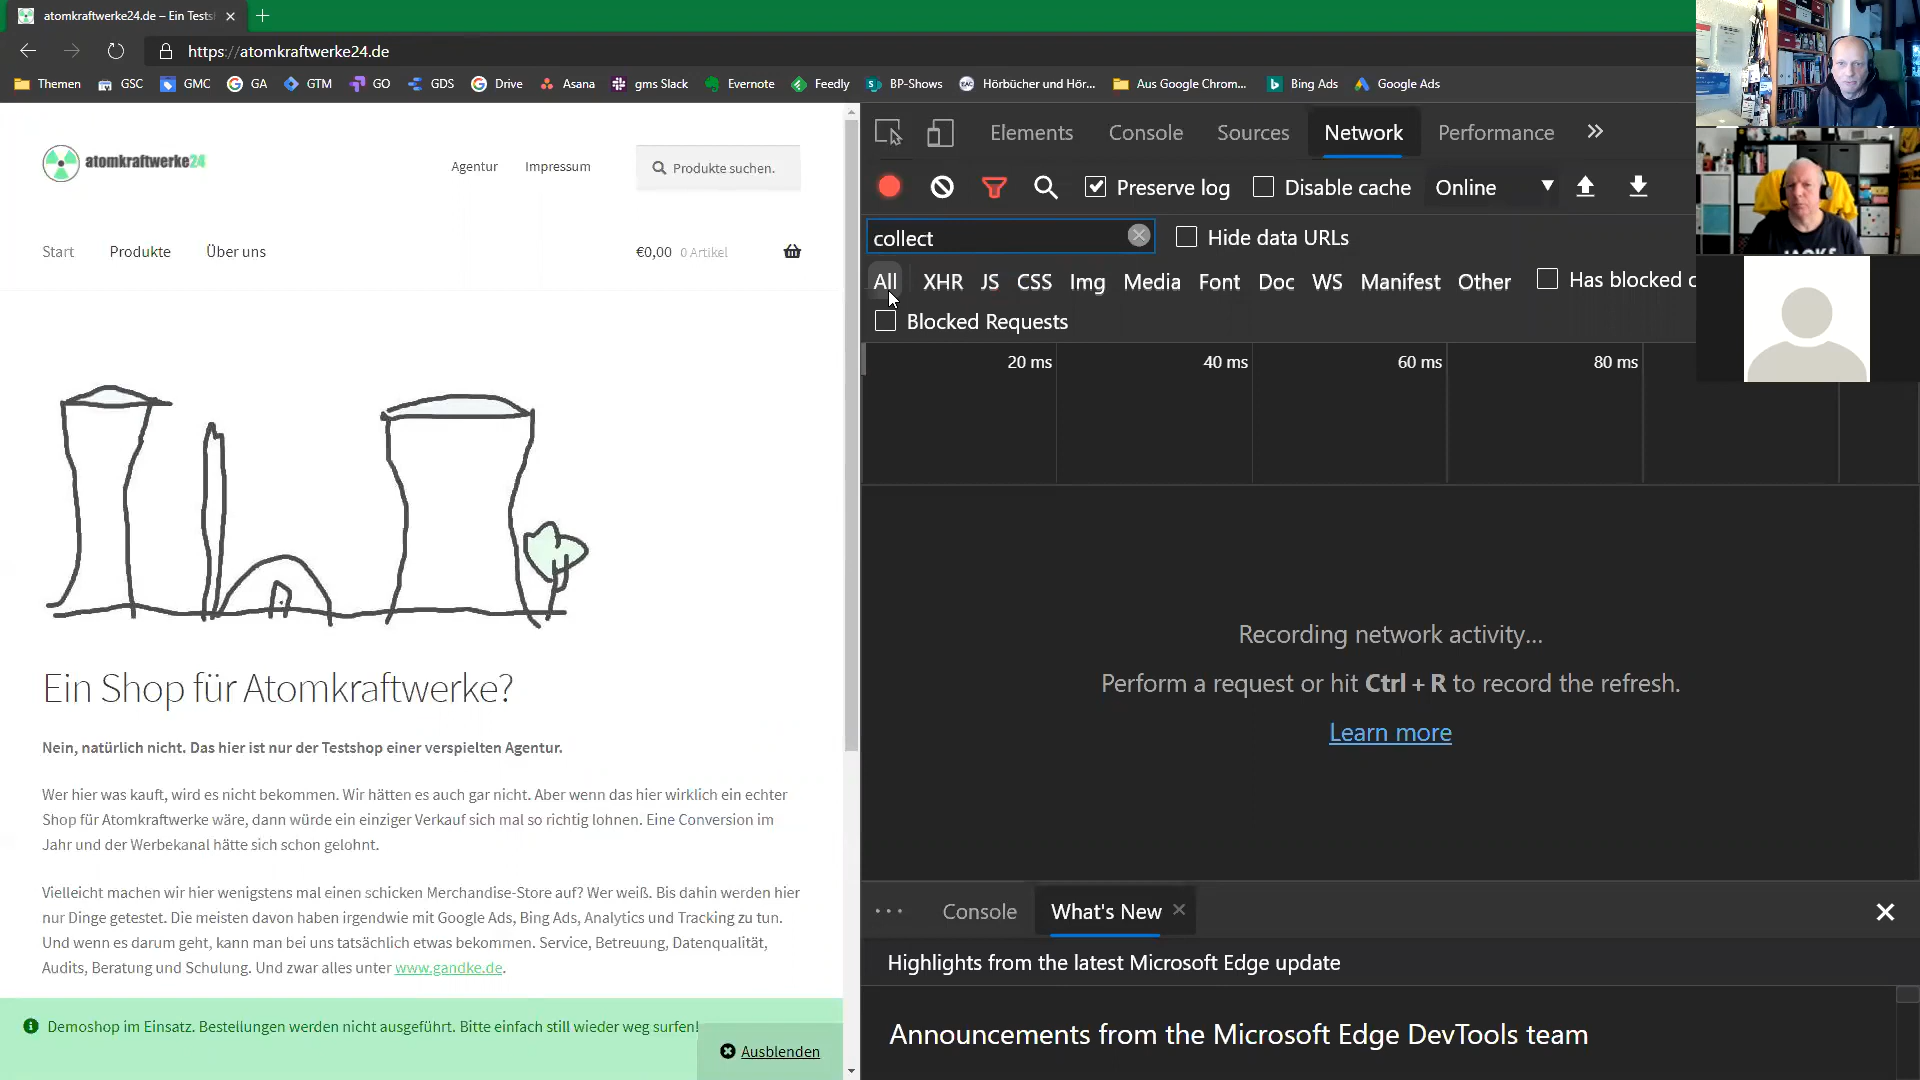 atomkraftwerke24.de – Ein Tests
https://atomkraftwerke24.de
Themen GSC GMC GA GTM GO GDS Drive Asana gms Slack Evernote Feedly BP-Shows Hörbücher und Hör... Aus Google Chrom... Bing Ads Google Ads
atomkraftwerke24
Agentur Impressum Produkte suchen.
Start Produkte Über uns €0,00 0 Artikel
Ein Shop für Atomkraftwerke?
Nein, natürlich nicht. Das hier ist nur der Testshop einer verspielten Agentur.
Wer hier was kauft, wird es nicht bekommen. Wir hätten es auch gar nicht. Aber wenn das hier wirklich ein echter
Shop für Atomkraftwerke wäre, dann würde ein einziger Verkauf sich mal so richtig lohnen. Eine Conversion im
Jahr und der Werbekanal hätte sich schon gelohnt.
Vielleicht machen wir hier wenigstens mal einen schicken Merchandise-Store auf? Wer weiß. Bis dahin werden hier
nur Dinge getestet. Die meisten davon haben irgendwie mit Google Ads, Bing Ads, Analytics und Tracking zu tun.
Und wenn es darum geht, kann man bei uns tatsächlich etwas bekommen. Service, Betreuung, Datenqualität,
Audits, Beratung und Schulung. Und zwar alles unter www.gandke.de.
Demoshop im Einsatz. Bestellungen werden nicht ausgeführt. Bitte einfach still wieder weg surfen!
Ausblenden
Elements Console Sources Network Performance
Preserve log Disable cache Online
collect Hide data URLs
All XHR JS CSS Img Media Font Doc WS Manifest Other Has blocked c
Blocked Requests
20 ms 40 ms 60 ms 80 ms
Recording network activity...
Perform a request or hit Ctrl + R to record the refresh.
Learn more
Console What's New
Highlights from the latest Microsoft Edge update
Announcements from the Microsoft Edge DevTools team